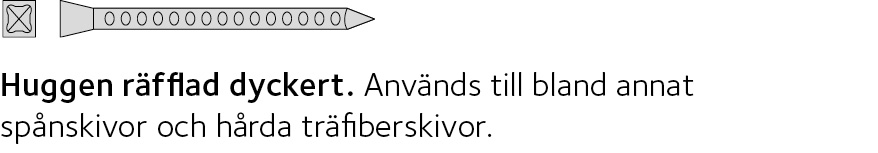 Huggen räfflad dyckert. Används till bland annat
spånskivor och hårda träfiberskivor.